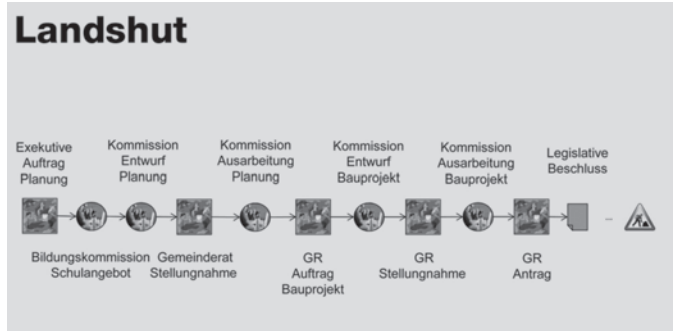 Landshut
Exekutive
Auftrag
Planung
Kommission
Entwurf
Planung
Kommission
Ausarbeitung
Planung
Kommission
Entwurf
Bauprojekt
Kommission
Ausarbeitung
Bauprojekt
Legislative
Beschluss
Bildungskommission
Schulangebot
Gemeinderat
Stellungnahme
GR
Auftrag
Bauprojekt
GR
Stellungnahme
GR
Antrag